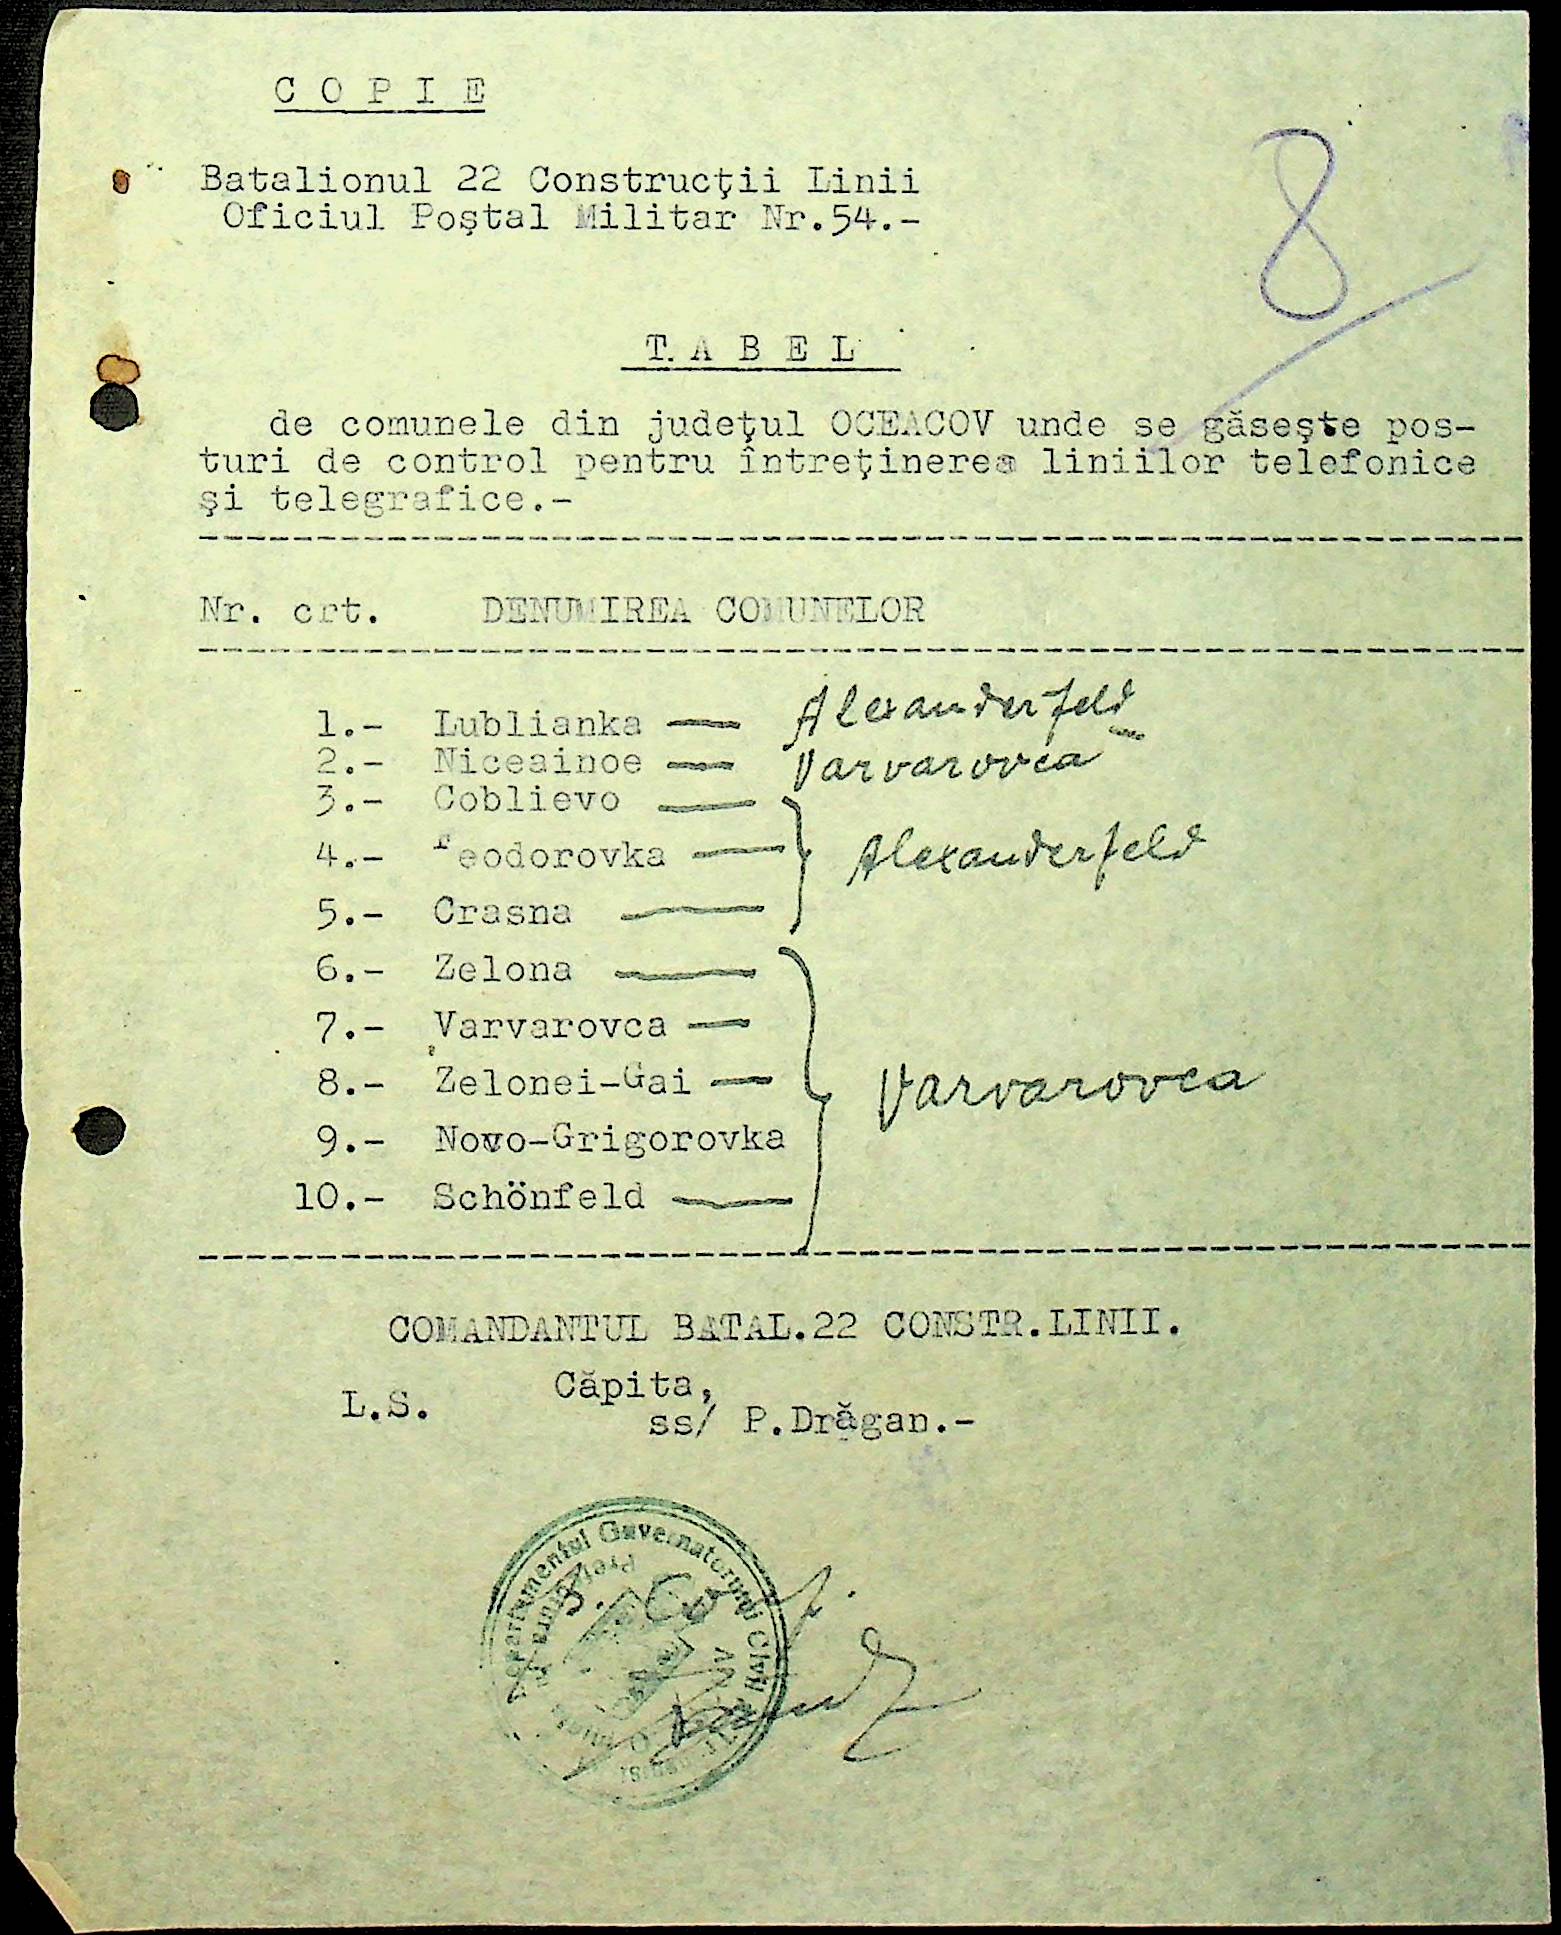 C O P I E
8
Batalionul 22 Construcţii Linii
Oficiul Poştal Militar Nr.54.-
T. A B E L
de comunele din judeţul OCEACOV unde se găseşte pos-
turi de control pentru întreţinerea liniilor telefonice
şi telegrafice.-
Nr. crt. DENUMIREA COMUNELOR
1.- Lublianka — Alexanderfeld
2.- Niceainoe — Varvarovca
3.- Coblievo —
4.- Feodorovka — Alexanderfeld
5.- Crasna —
6.- Zelona —
7.- Varvarovca —
8.- Zelonei-Gai — Varvarovca
9.- Novo-Grigorovka
10.- Schönfeld —
COMANDANTUL BATAL.22 CONSTR.LINII.
Căpita,
L.S.
ss/ P.Drăgan.-
Guvernatorului Civil
Prefectura